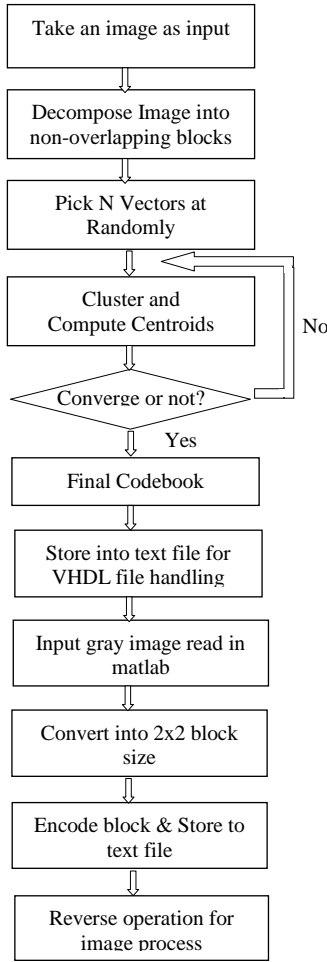 Take an image as input
Decompose Image into
non-overlapping blocks
Pick N Vectors at
Randomly
Cluster and
Compute Centroids
No
Converge or not?
Yes
Final Codebook
Store into text file for
VHDL file handling
Input gray image read in
matlab
Convert into 2x2 block
size
Encode block & Store to
text file
Reverse operation for
image process